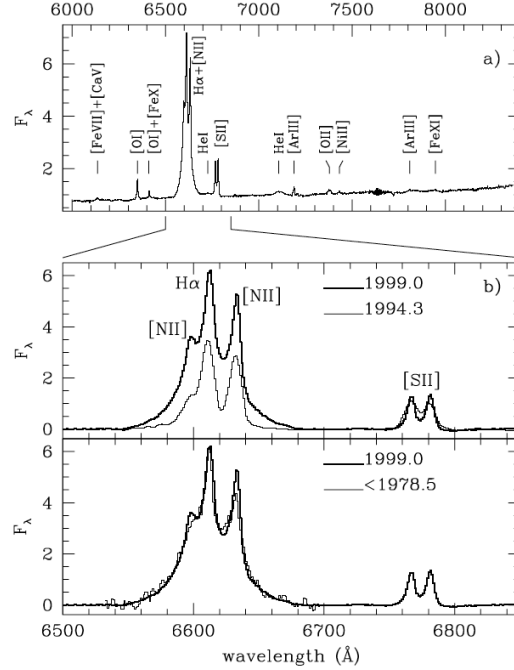 6000 6500 7000 7500 8000
a)
6
4
2
F_λ
[FeVII]+[CaV]
[OI]
[OI]+[FeX]
Hα+[NII]
HeI
[SII]
HeI
[ArIII]
[OII]
[NiII]
[ArIII]
[FeXI]
b)
6
4
2
0
F_λ
Hα
[NII]
[NII]
1999.0
1994.3
[SII]
6
4
2
0
F_λ
1999.0
<1978.5
6500 6600 6700 6800
wavelength (Å)